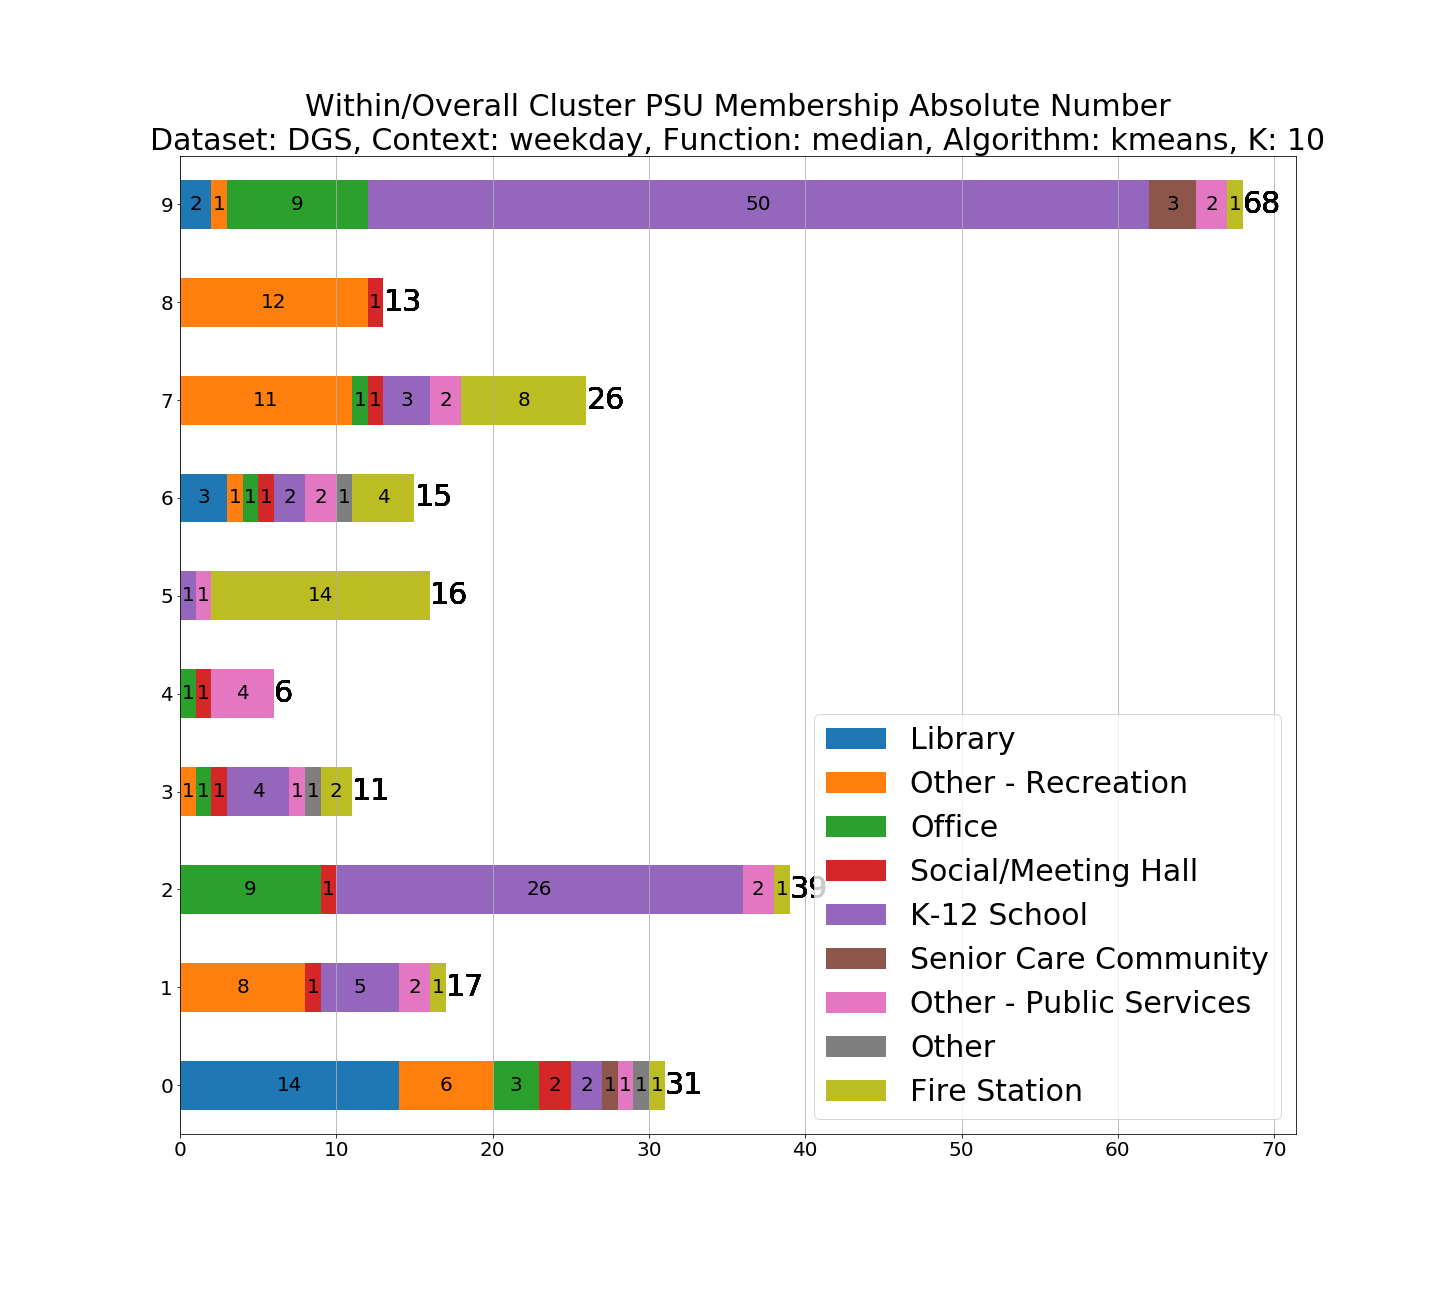 Within/Overall Cluster PSU Membership Absolute Number
Dataset: DGS, Context: weekday, Function: median, Algorithm: kmeans, K: 10
9 2 1 9 50 3 2 1 68
8 12 1 13
7 11 1 1 3 2 8 26
6 3 1 1 1 2 2 1 4 15
5 1 1 14 16
4 1 1 4 6
3 1 1 1 4 1 1 2 11
2 9 1 26 2 1 39
1 8 1 5 2 1 17
0 14 6 3 2 2 1 1 1 1 31
0 10 20 30 40 50 60 70
Library
Other - Recreation
Office
Social/Meeting Hall
K-12 School
Senior Care Community
Other - Public Services
Other
Fire Station